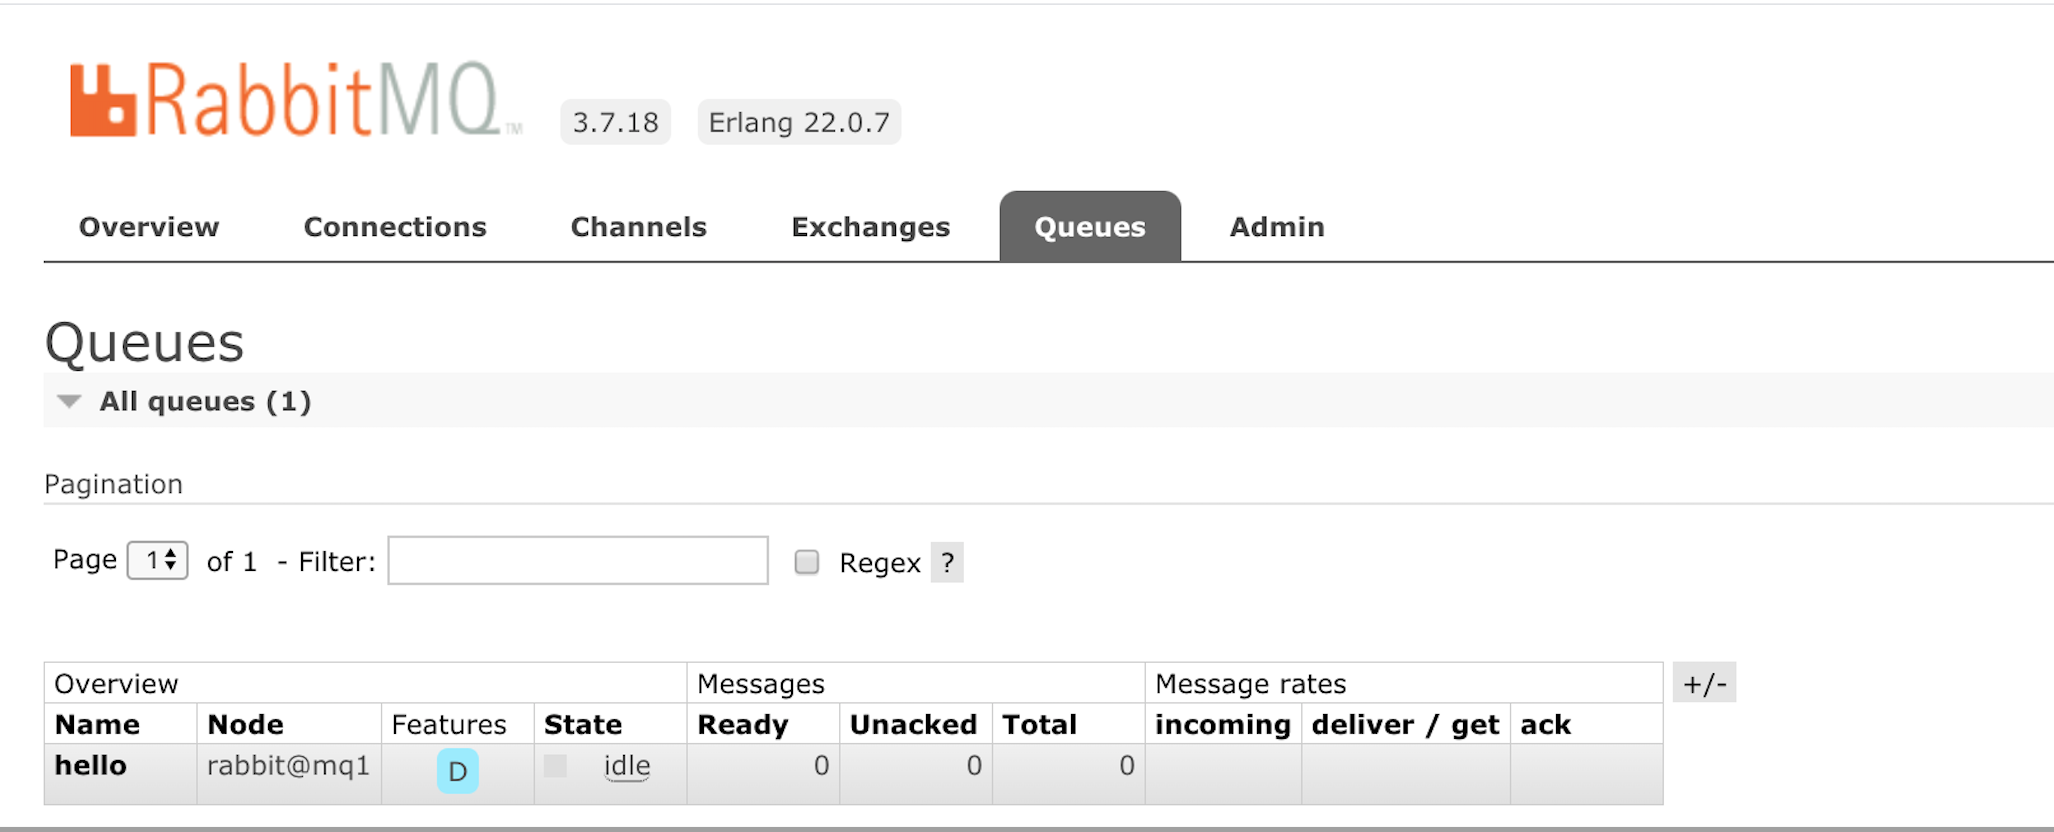 RabbitMQ TM 3.7.18 Erlang 22.0.7
Overview Connections Channels Exchanges Queues Admin
Queues
All queues (1)
Pagination
Page 1 of 1 - Filter: Regex ?
Overview Messages Message rates +/-
Name Node Features State Ready Unacked Total incoming deliver / get ack
hello rabbit@mq1 D idle 0 0 0